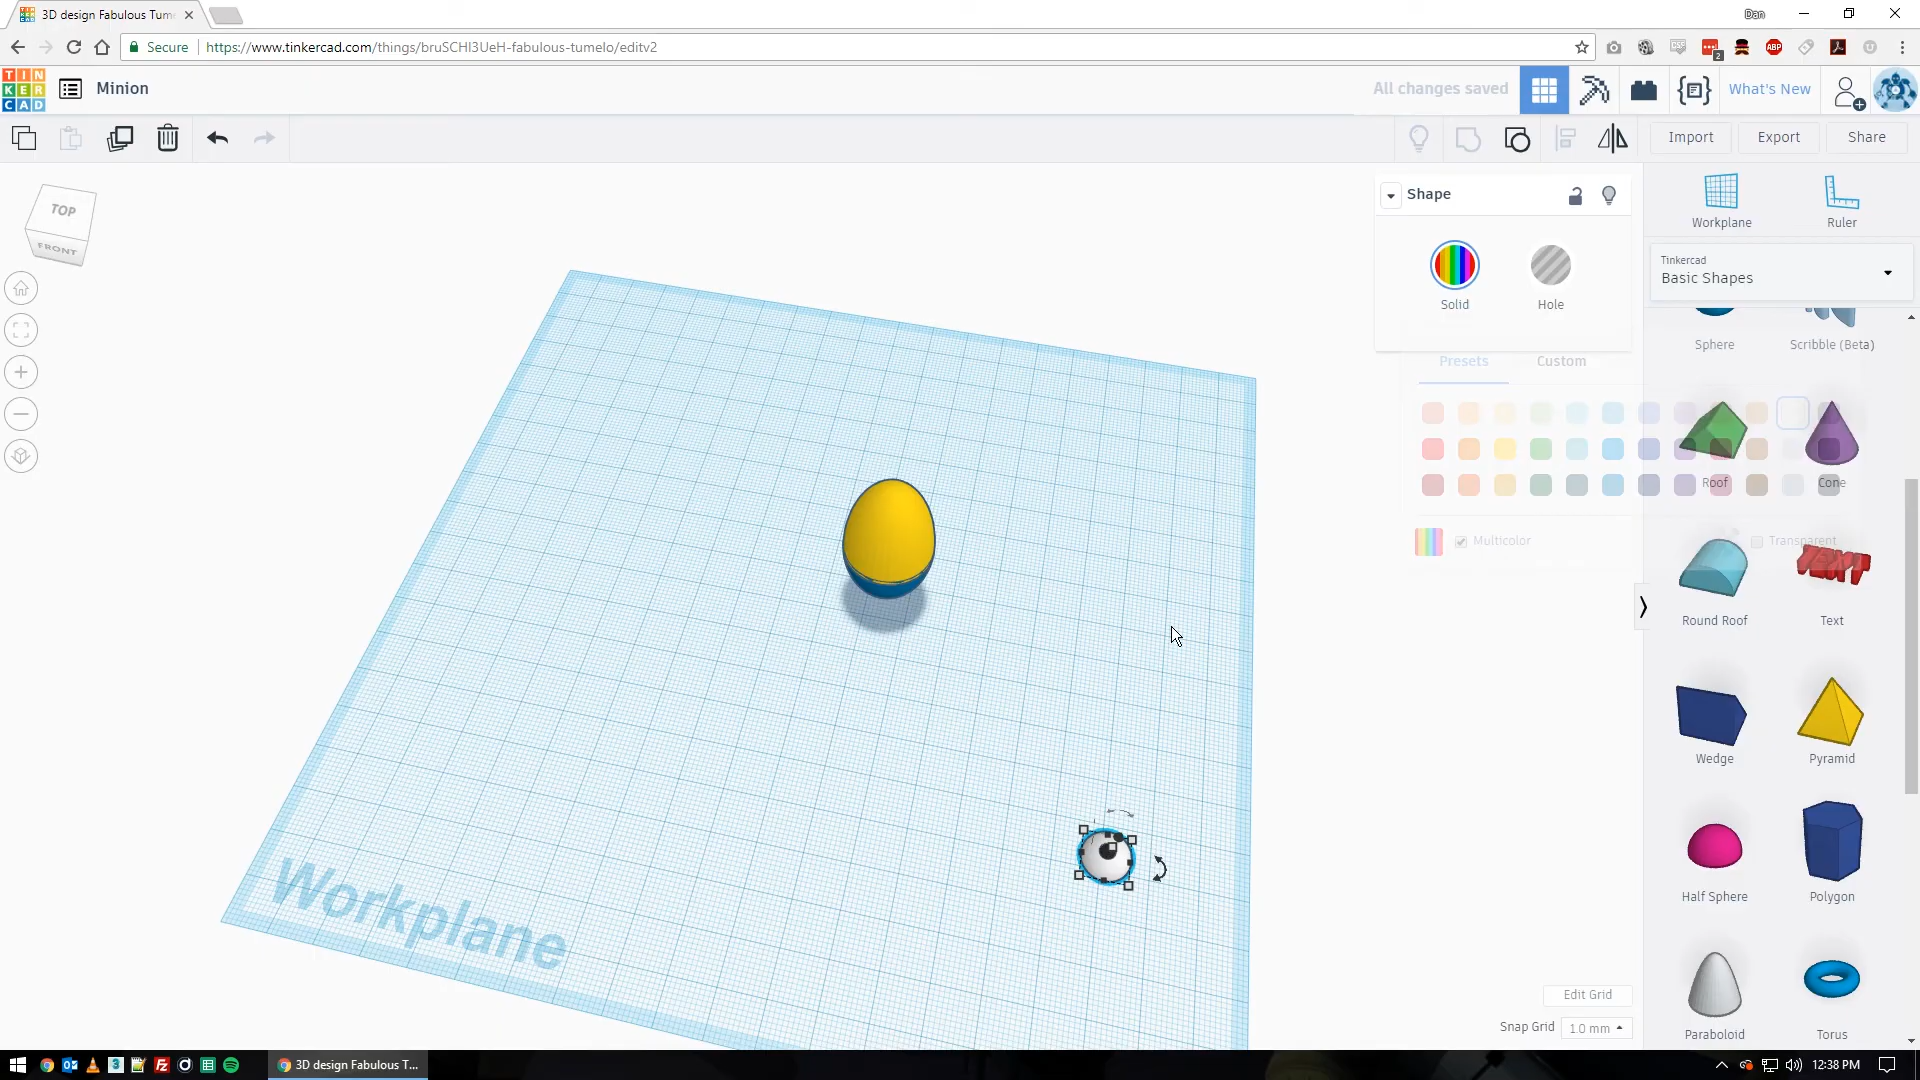 3D design Fabulous Tum
Dan
Secure
https://www.tinkercad.com/things/bruSCHI3UeH-fabulous-tumelo/editv2
2
ABP
TIN
KER
CAD
Minion
All changes saved
What's New
Import
Export
Share
TOP
FRONT
Shape
Solid
Hole
Presets
Custom
Multicolor
Transparent
Workplane
Ruler
Tinkercad
Basic Shapes
Sphere
Scribble (Beta)
Roof
Cone
Round Roof
Text
TEXT
Wedge
Pyramid
Half Sphere
Polygon
Paraboloid
Torus
Workplane
Edit Grid
Snap Grid
1.0 mm
3D design Fabulous T...
12:38 PM